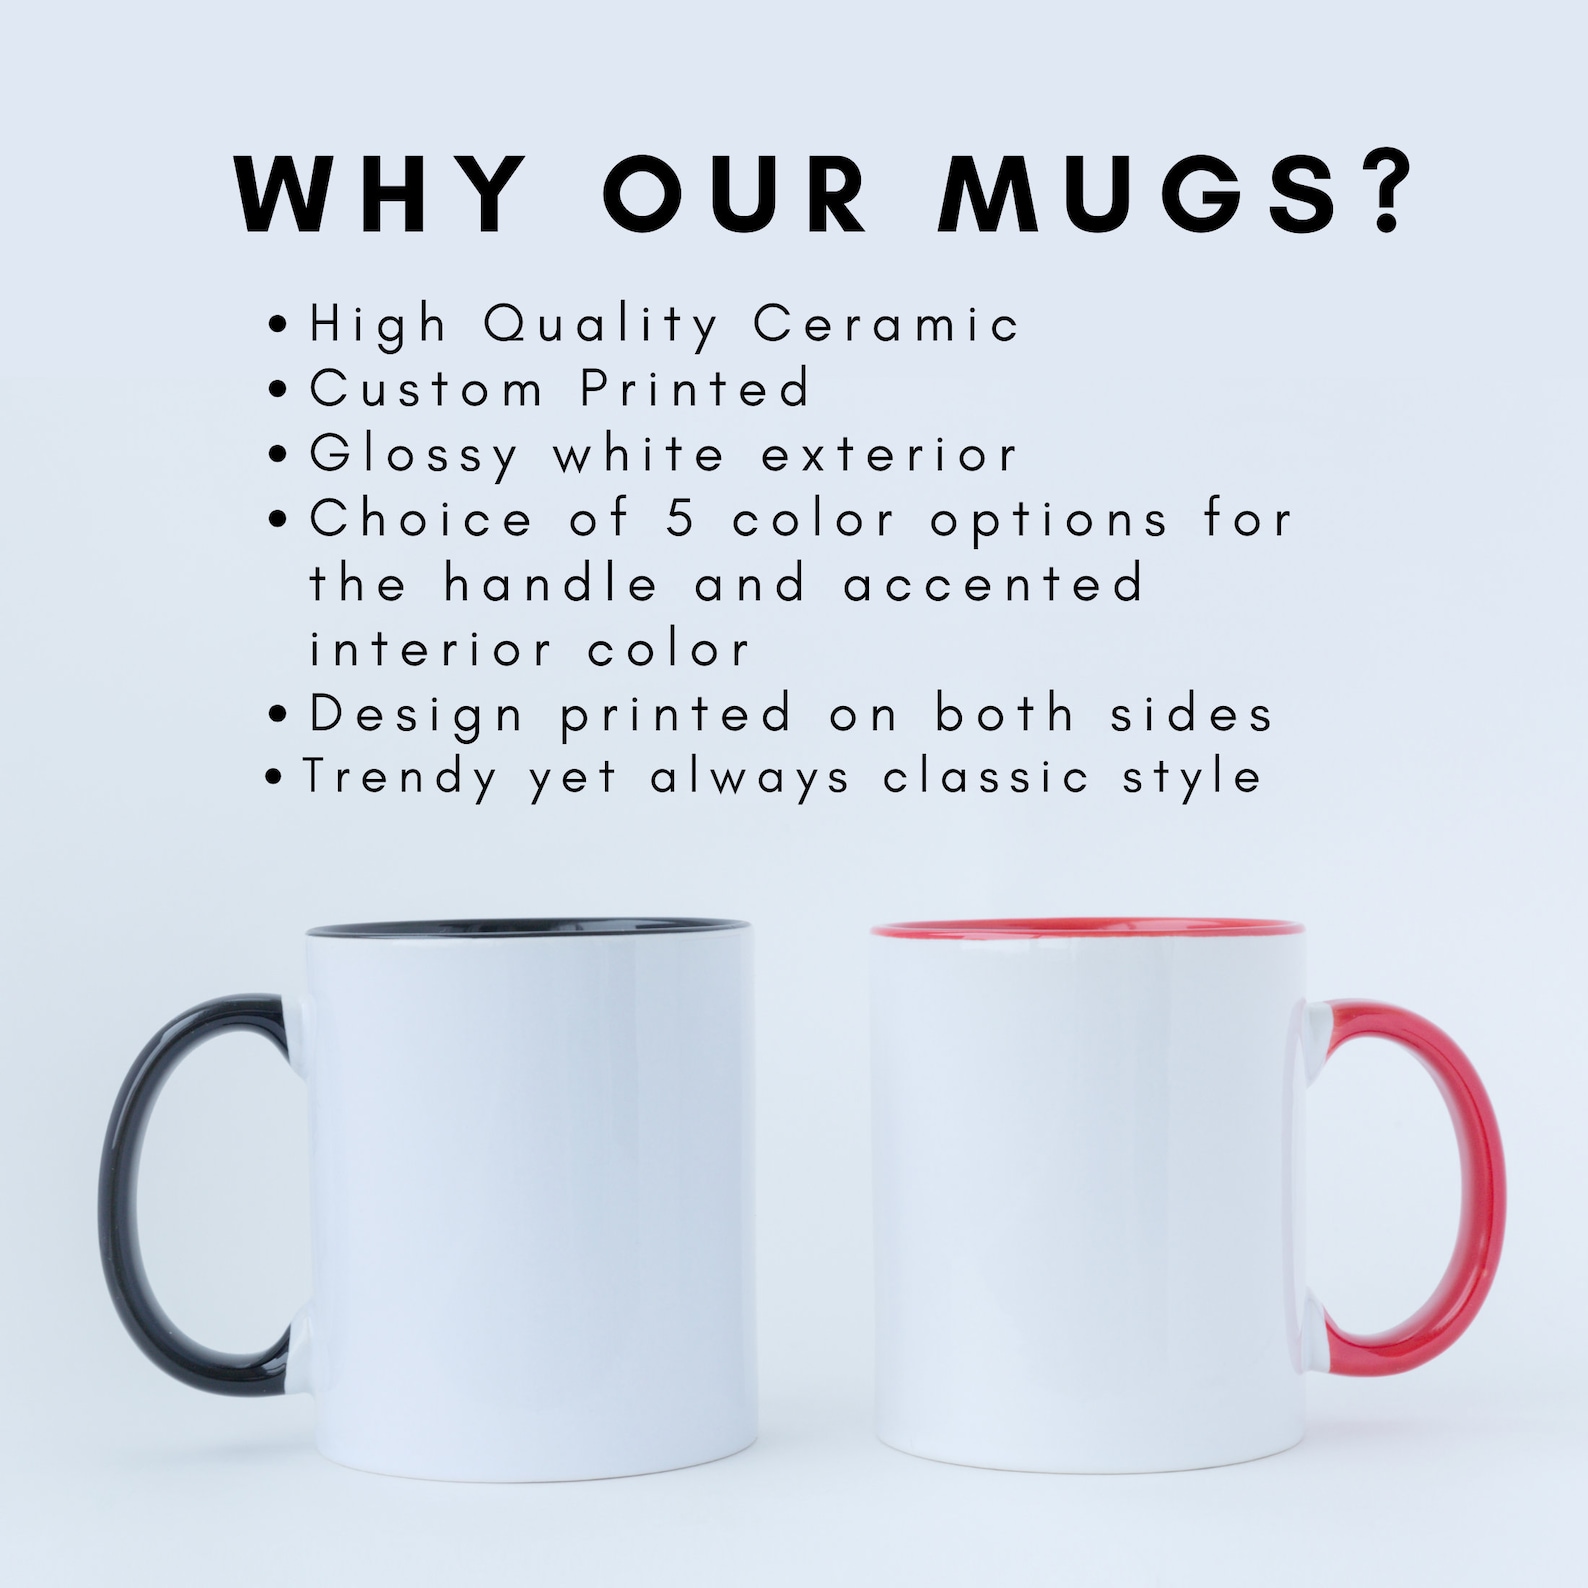 WHY OUR MUGS?
• High Quality Ceramic
• Custom Printed
• Glossy white exterior
• Choice of 5 color options for
the handle and accented
interior color
• Design printed on both sides
• Trendy yet always classic style